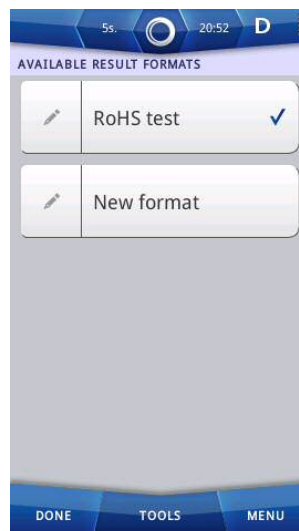 5s. 20:52 D
AVAILABLE RESULT FORMATS
RoHS test
New format
DONE TOOLS MENU